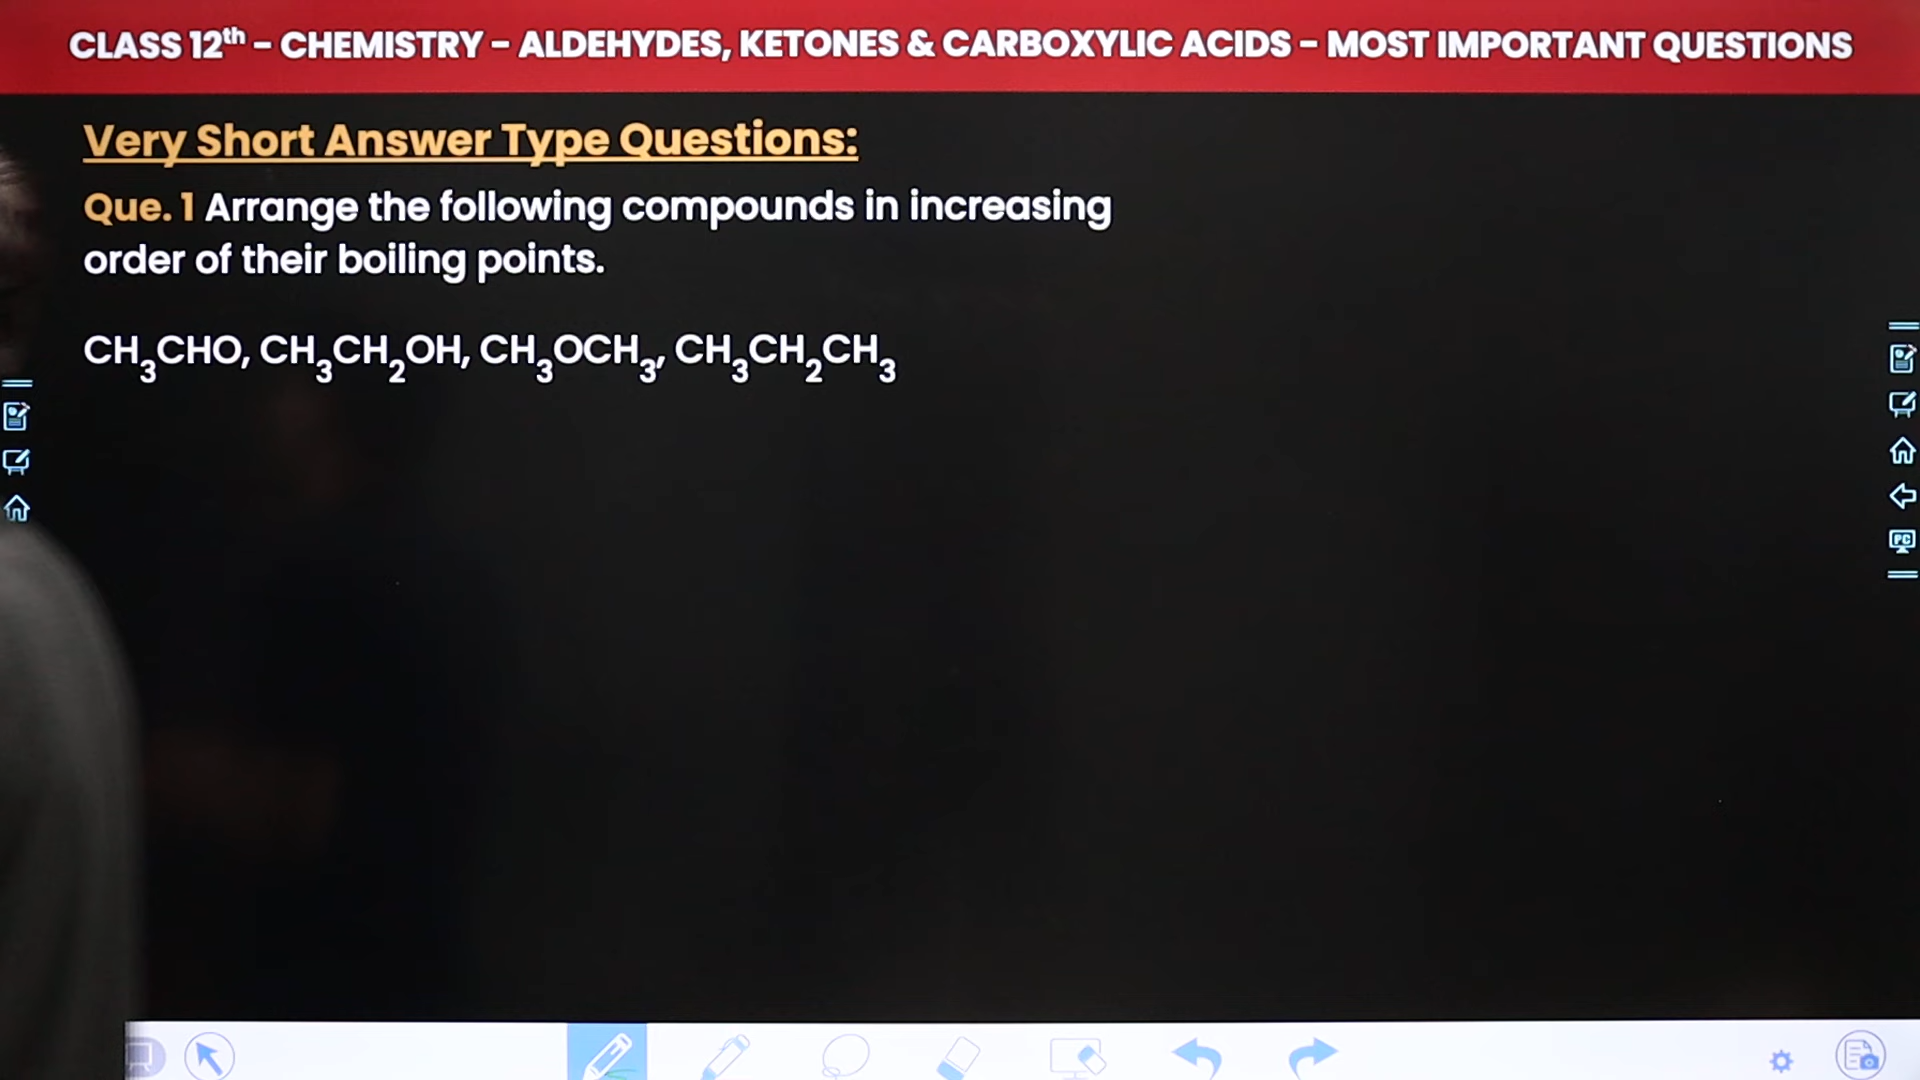 CLASS 12th – CHEMISTRY – ALDEHYDES, KETONES & CARBOXYLIC ACIDS – MOST IMPORTANT QUESTIONS
Very Short Answer Type Questions:
Que. 1 Arrange the following compounds in increasing
order of their boiling points.
CH₃CHO, CH₃CH₂OH, CH₃OCH₃, CH₃CH₂CH₃
PC